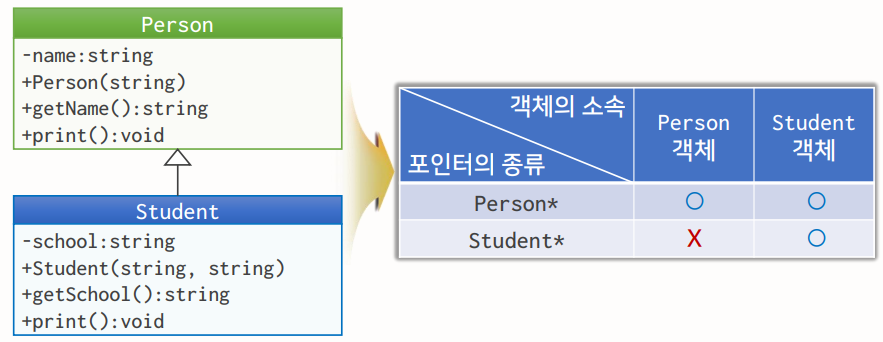 Person
-name:string
+Person(string)
+getName():string
+print():void
Student
-school:string
+Student(string, string)
+getSchool():string
+print():void
객체의 소속
포인터의 종류
Person
객체
Student
객체
Person*
O
O
Student*
X
O